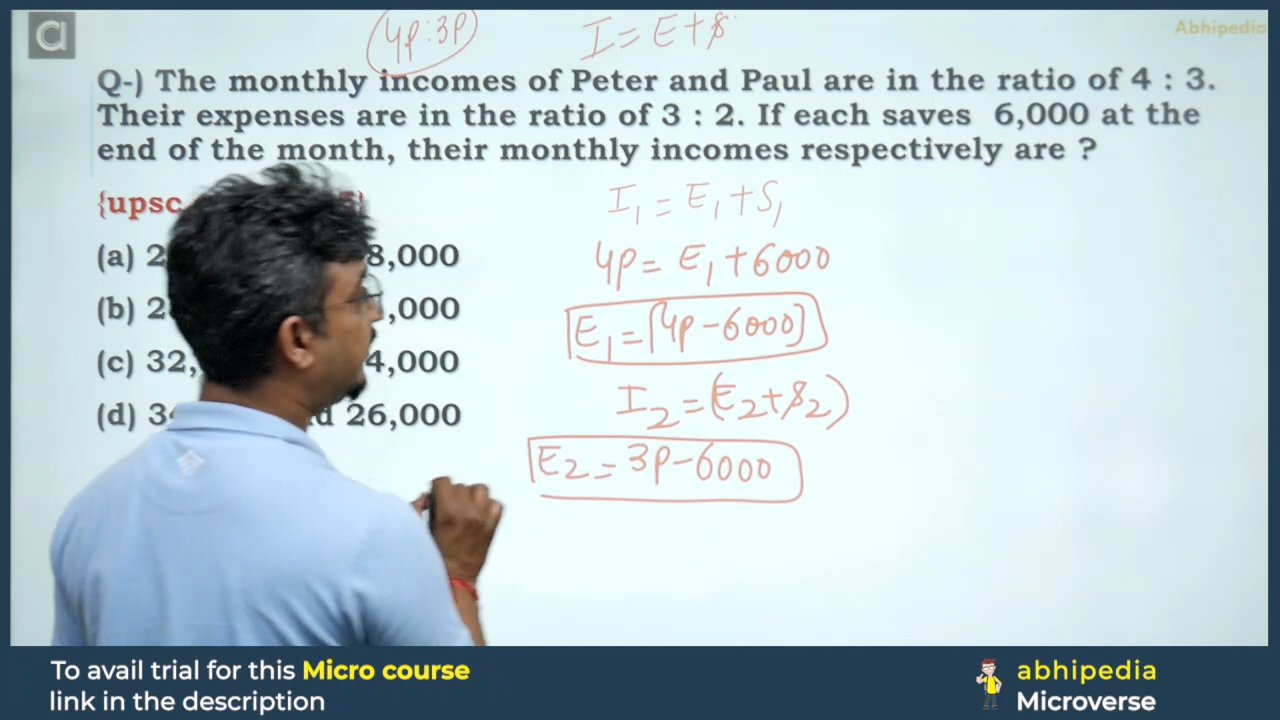 4p:3p
I = E+S
Abhipedia
Q-) The monthly incomes of Peter and Paul are in the ratio of 4 : 3.
Their expenses are in the ratio of 3 : 2. If each saves 6,000 at the
end of the month, their monthly incomes respectively are ?
{upsc
I₁ = E₁+S₁
(a) 2 8,000
4p = E₁+6000
(b) 2 ,000
E₁ = [4p-6000]
(c) 32, 4,000
I₂ = (E₂+S₂)
(d) 3 26,000
E₂ = 3p-6000
To avail trial for this Micro course
link in the description
abhipedia
Microverse